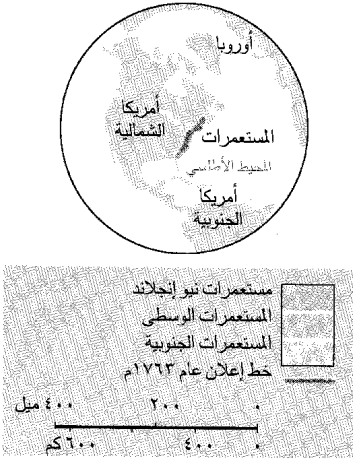 أوروبا
أمريكا
الشمالية
المستعمرات
المحيط الأطلسي
أمريكا
الجنوبية
مستعمرات نيو إنجلاند
المستعمرات الوسطى
المستعمرات الجنوبية
خط إعلان عام ١٧٦٣م
٠ ٢٠٠ ٤٠٠ ميل
٠ ٤٠٠ ٦٠٠ كم